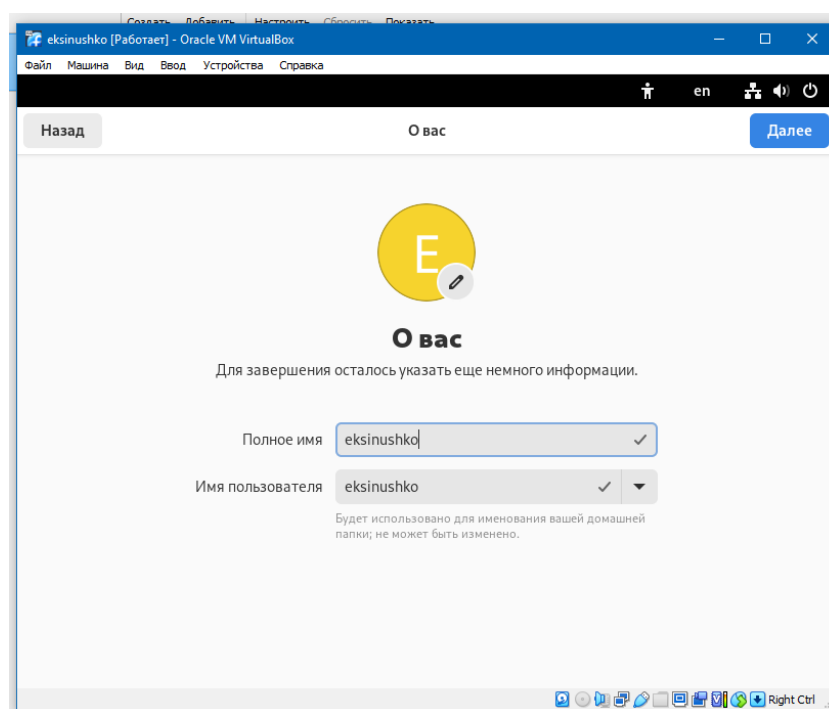 Создать Добавить Настроить Сбросить Показать
eksinushko [Работает] - Oracle VM VirtualBox
Файл Машина Вид Ввод Устройства Справка
en
Назад О вас Далее
E
О вас
Для завершения осталось указать еще немного информации.
Полное имя eksinushko
Имя пользователя eksinushko
Будет использовано для именования вашей домашней
папки; не может быть изменено.
Right Ctrl